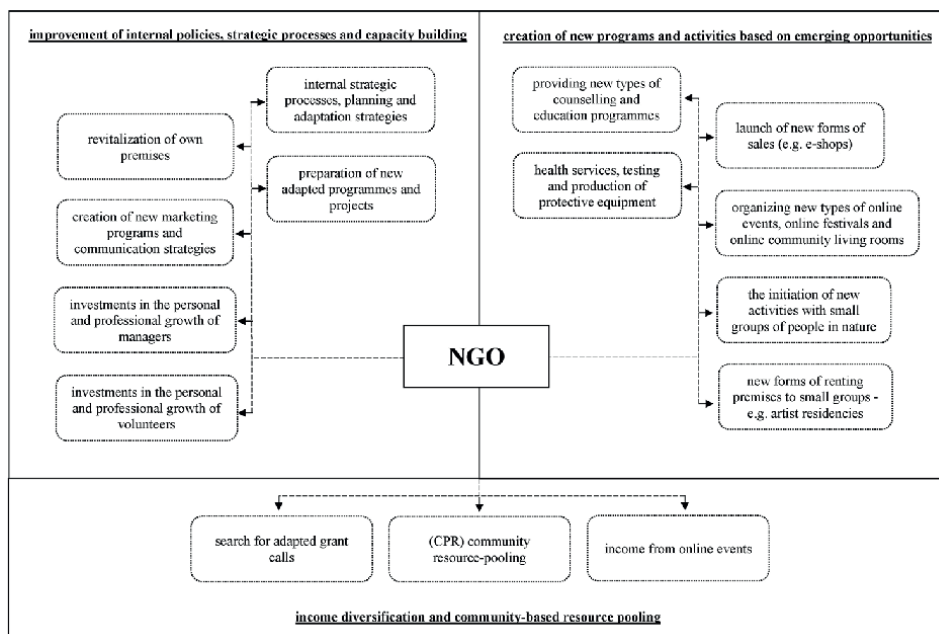 improvement of internal policies, strategic processes and capacity building
internal strategic
processes, planning and
adaptation strategies
revitalization of own
premises
preparation of new
adapted programmes and
projects
creation of new marketing
programs and
communication strategies
investments in the personal
and professional growth of
managers
investments in the personal
and professional growth of
volunteers
creation of new programs and activities based on emerging opportunities
providing new types of
counselling and
education programmes
launch of new forms of
sales (e.g. e-shops)
health services, testing
and production of
protective equipment
organizing new types of online
events, online festivals and
online community living rooms
the initiation of new
activities with small
groups of people in nature
new forms of renting
premises to small groups -
e.g. artist residencies
NGO
search for adapted grant
calls
(CPR) community
resource-pooling
income from online events
income diversification and community-based resource pooling